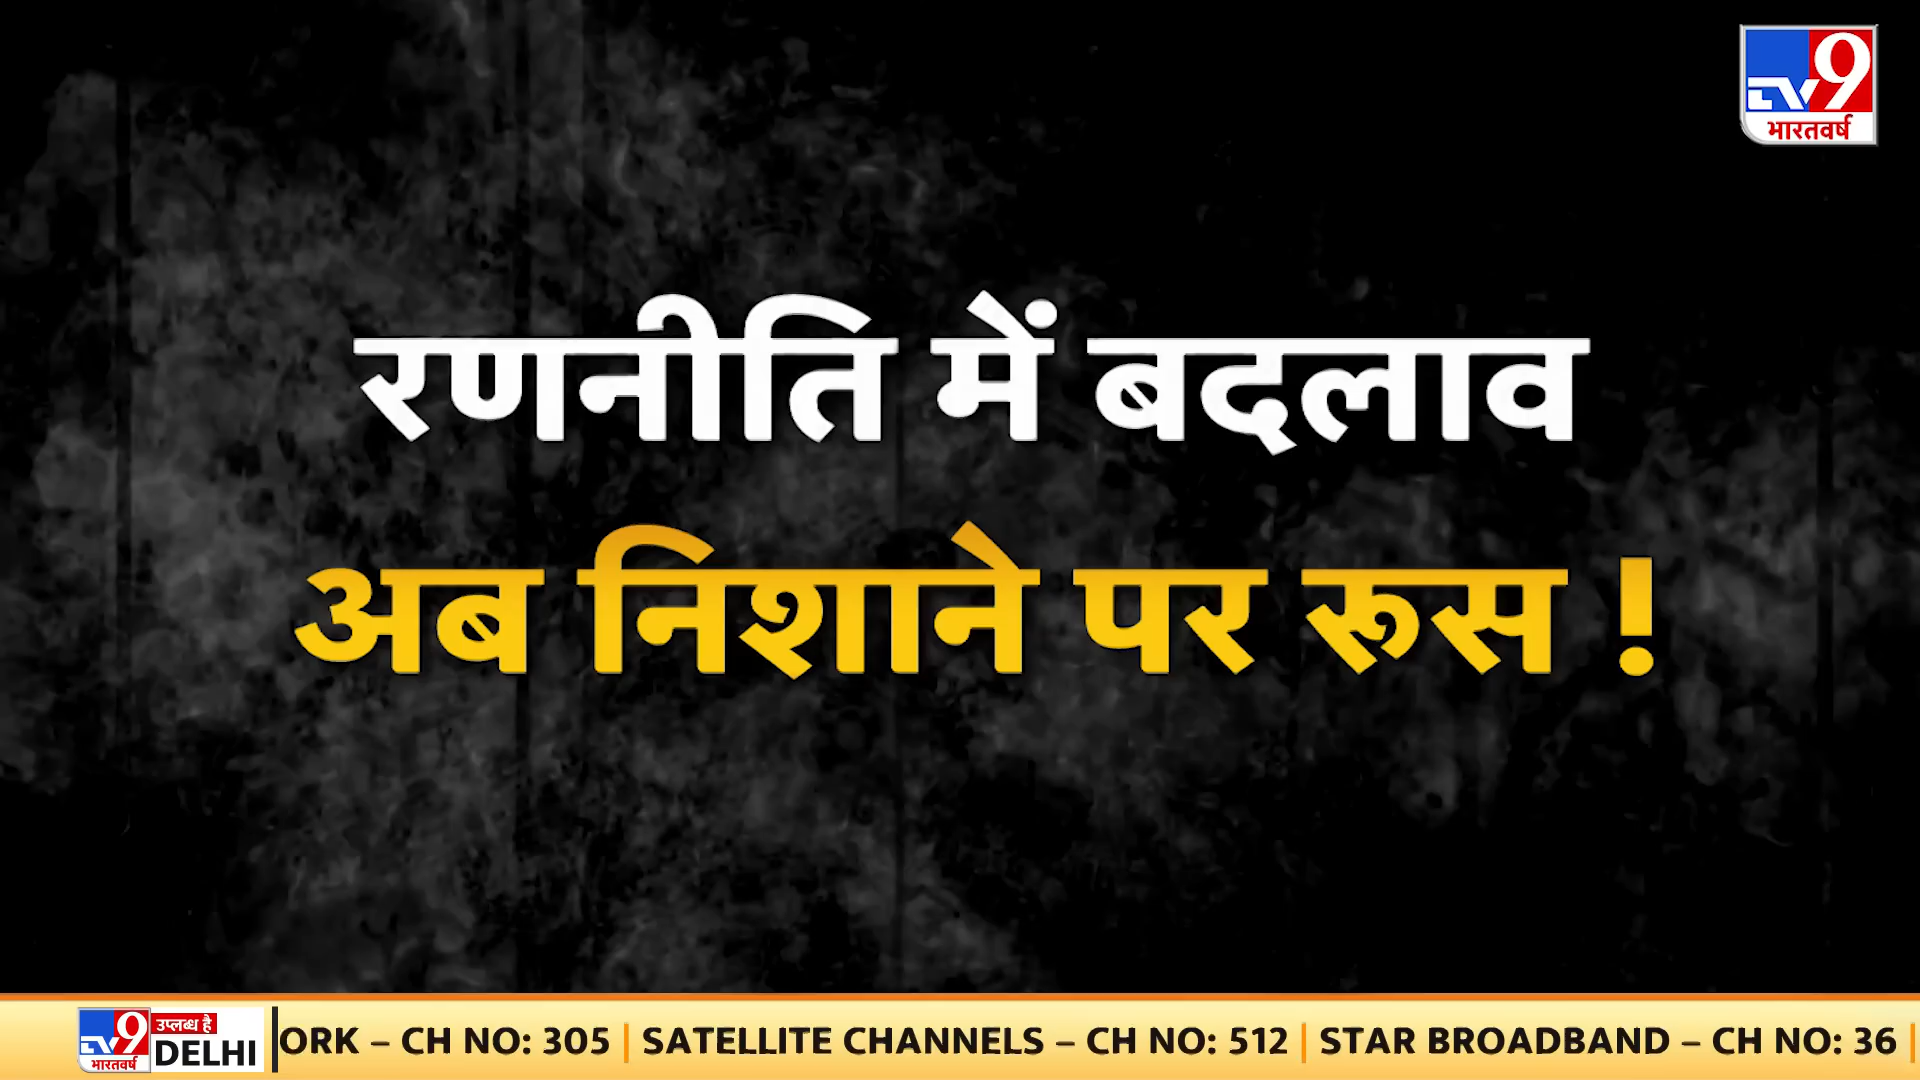 TV9
भारतवर्ष
रणनीति में बदलाव
अब निशाने पर रूस !
TV9 भारतवर्ष उपलब्ध है DELHI
ORK – CH NO: 305 | SATELLITE CHANNELS – CH NO: 512 | STAR BROADBAND – CH NO: 36 |